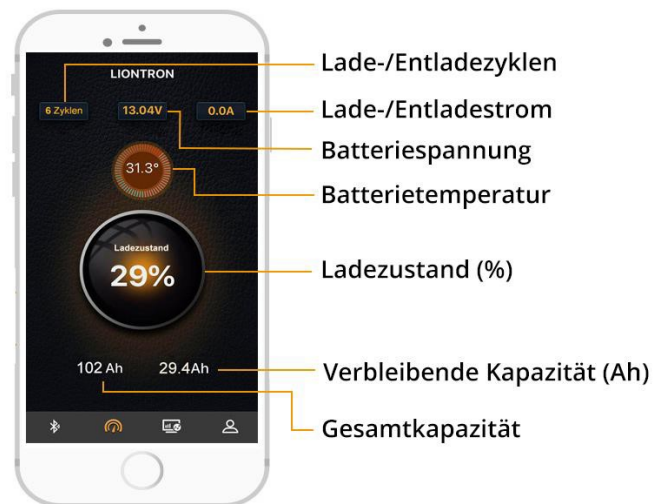 LIONTRON
6 Zyklen
13.04V
0.0A
31.3°
Ladezustand
29%
102 Ah
29.4Ah
Lade-/Entladezyklen
Lade-/Entladestrom
Batteriespannung
Batterietemperatur
Ladezustand (%)
Verbleibende Kapazität (Ah)
Gesamtkapazität